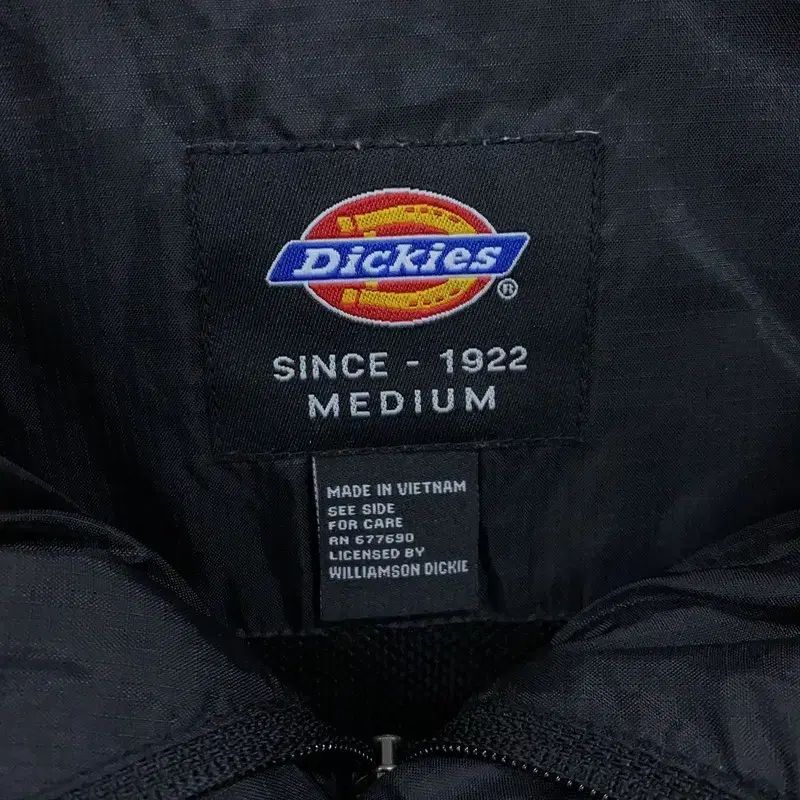 Dickies®
SINCE - 1922
MEDIUM
MADE IN VIETNAM
SEE SIDE
FOR CARE
RN 677690
LICENSED BY
WILLIAMSON DICKIE